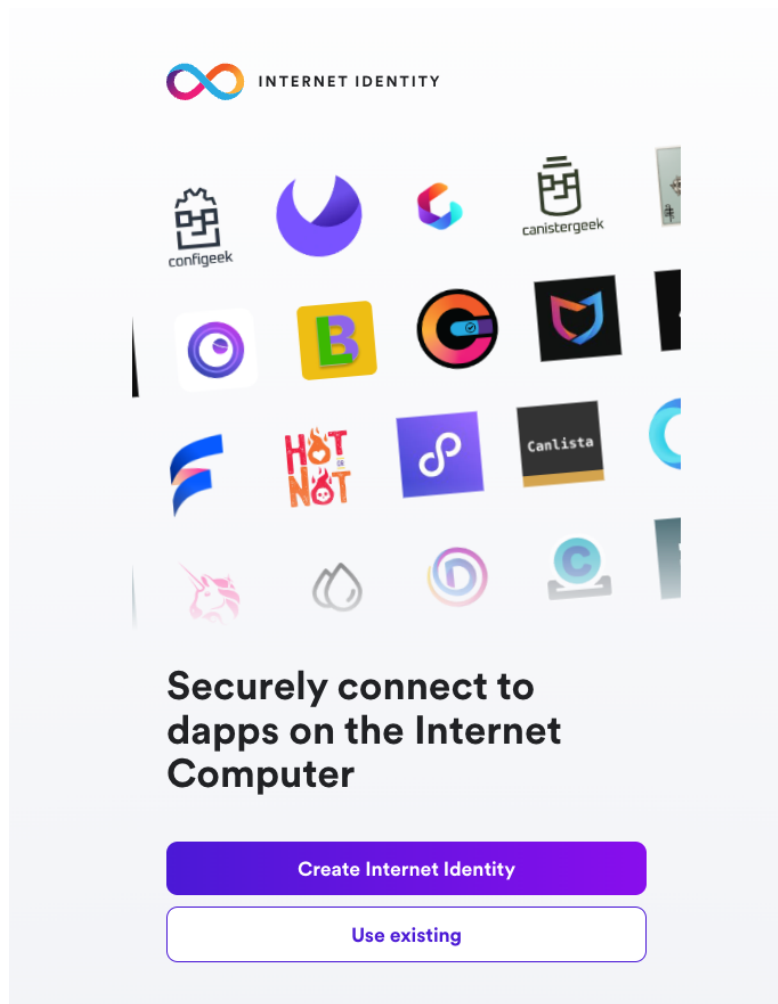 INTERNET IDENTITY
configeek
canistergeek
B
C
HOT
OR
NOT
Canlista
D
C
Securely connect to
dapps on the Internet
Computer
Create Internet Identity
Use existing